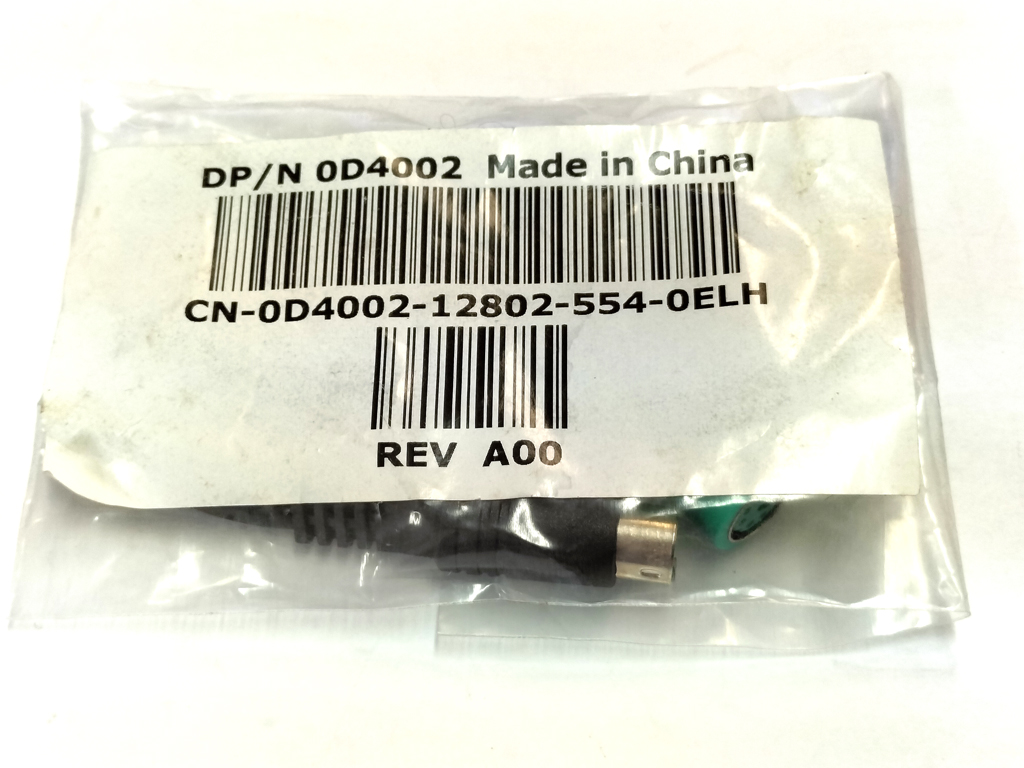 DP/N 0D4002 Made in China
CN-0D4002-12802-554-0ELH
REV A00